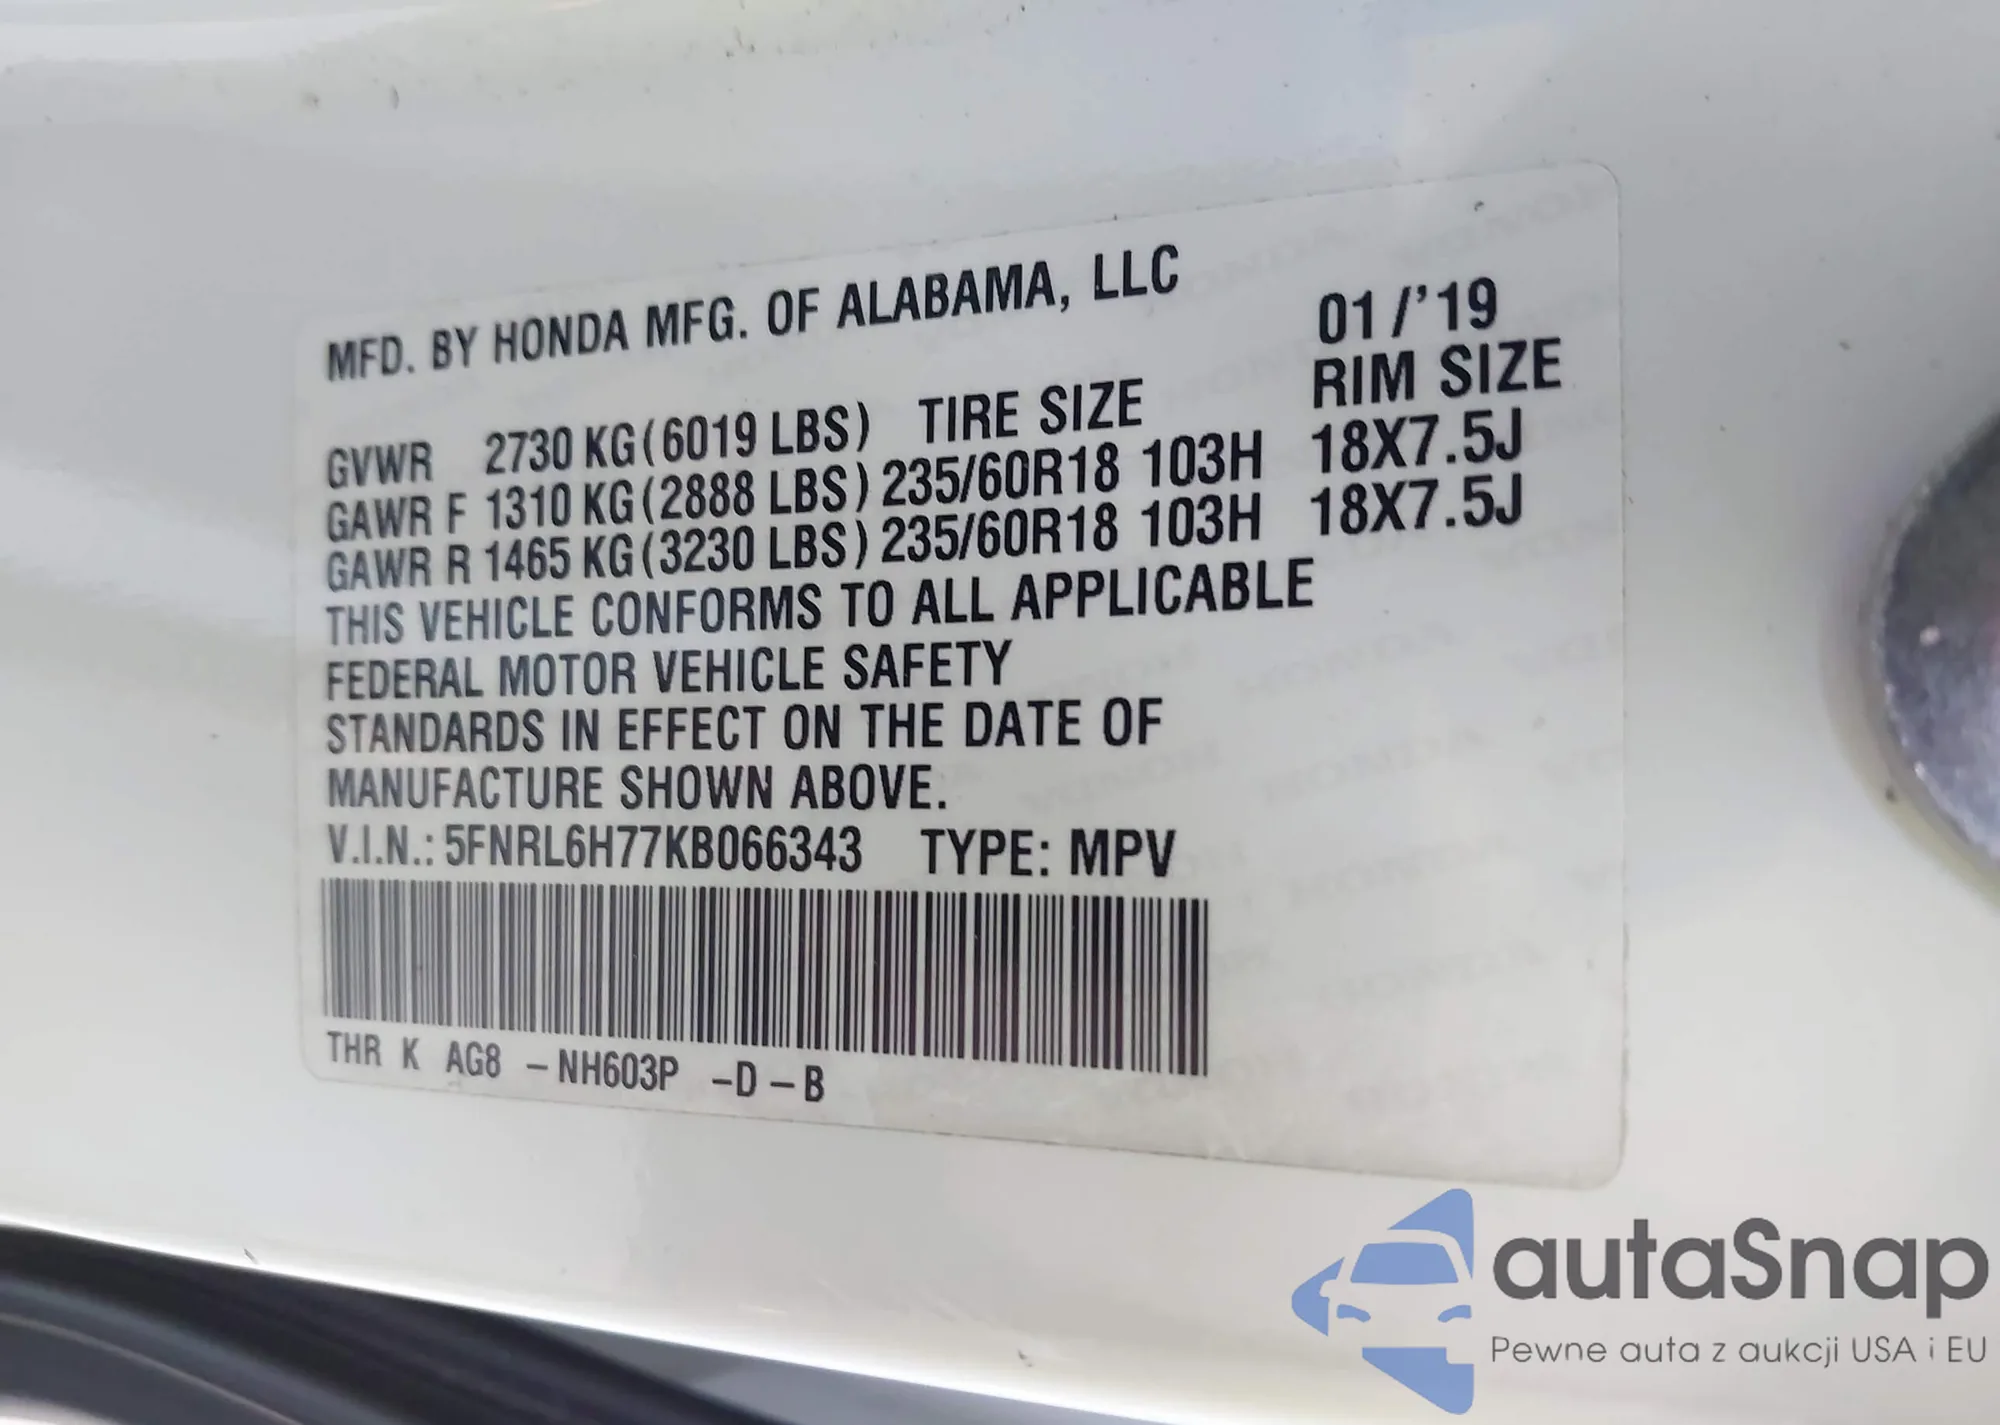 MFD. BY HONDA MFG. OF ALABAMA, LLC 01/'19
RIM SIZE
GVWR 2730 KG(6019 LBS) TIRE SIZE
GAWR F 1310 KG(2888 LBS) 235/60R18 103H 18X7.5J
GAWR R 1465 KG(3230 LBS) 235/60R18 103H 18X7.5J
THIS VEHICLE CONFORMS TO ALL APPLICABLE
FEDERAL MOTOR VEHICLE SAFETY
STANDARDS IN EFFECT ON THE DATE OF
MANUFACTURE SHOWN ABOVE.
V.I.N.: 5FNRL6H77KB066343 TYPE: MPV
THR K AG8 –NH603P –D–B
autaSnap
Pewne auta z aukcji USA i EU